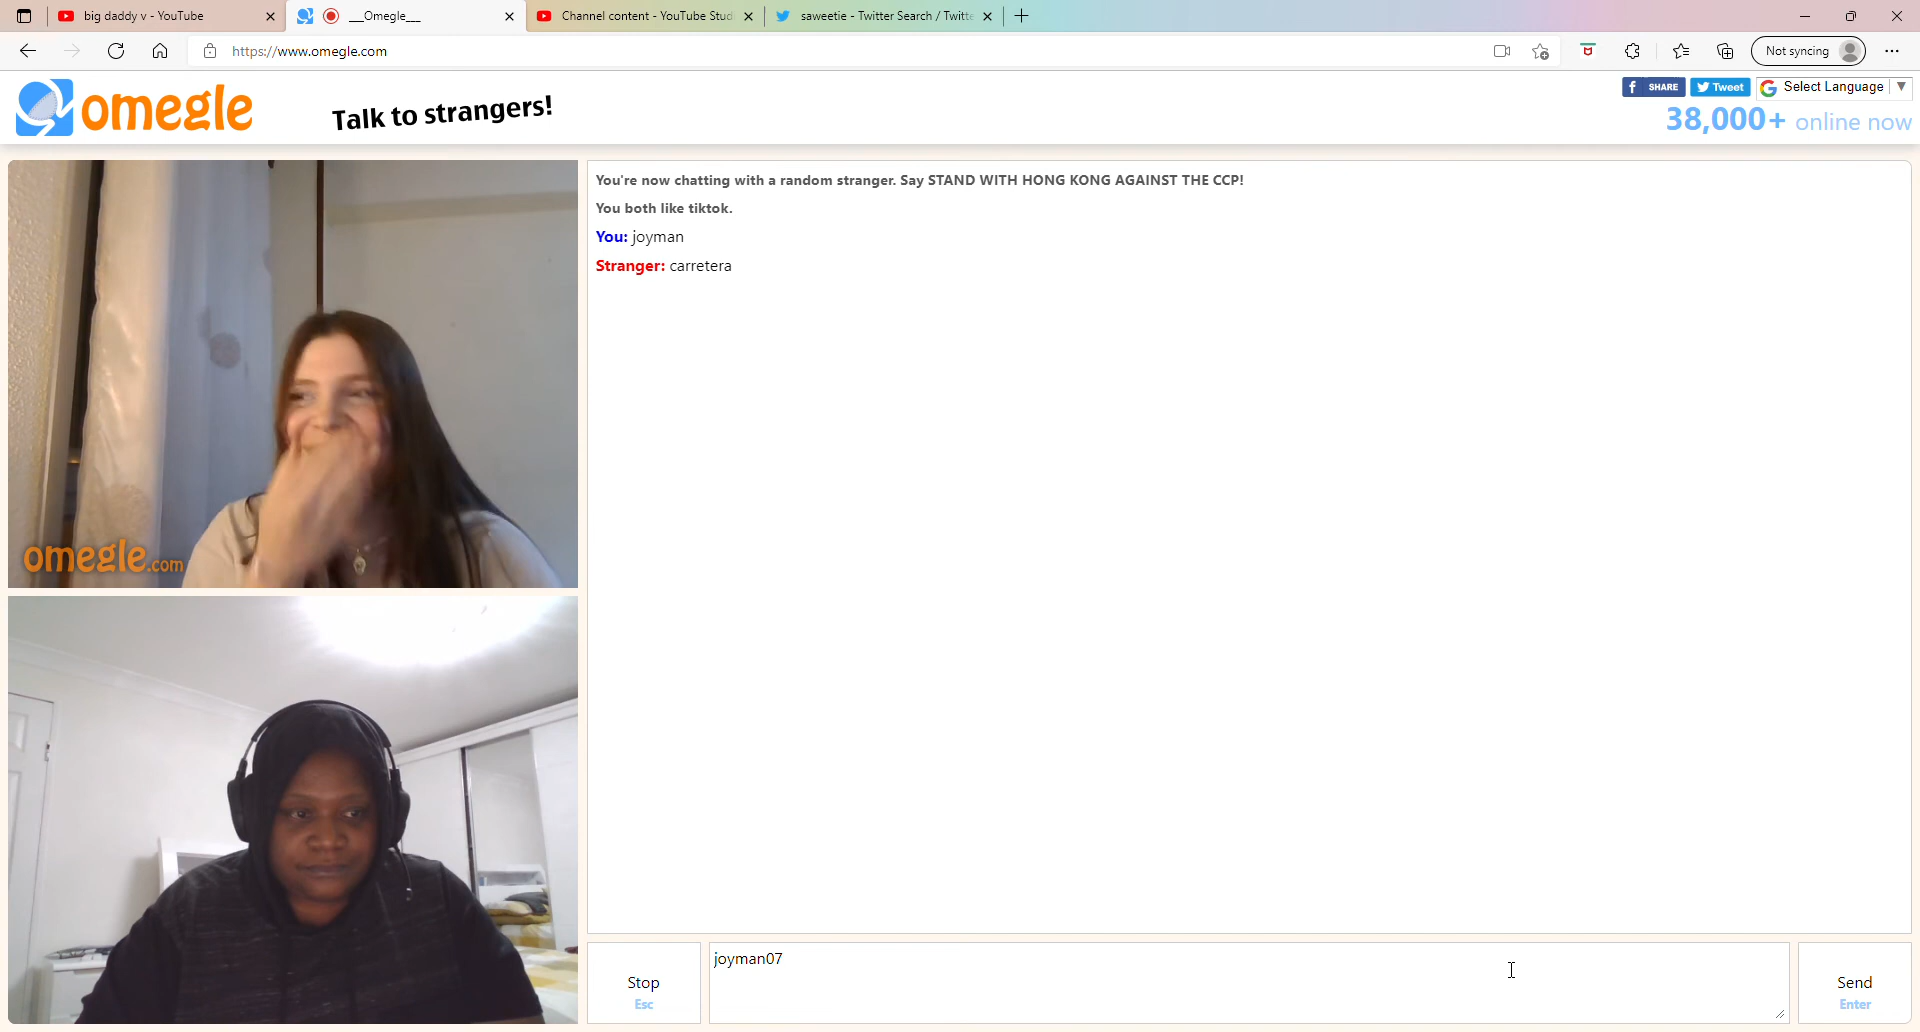 big daddy v - YouTube
__Omegle__
Channel content - YouTube Stud
saweetie - Twitter Search / Twitte
https://www.omegle.com
Not syncing
omegle
Talk to strangers!
SHARE
Tweet
Select Language
38,000+ online now
You're now chatting with a random stranger. Say STAND WITH HONG KONG AGAINST THE CCP!
You both like tiktok.
You: joyman
Stranger: carretera
omegle.com
joyman07
Stop
Esc
Send
Enter